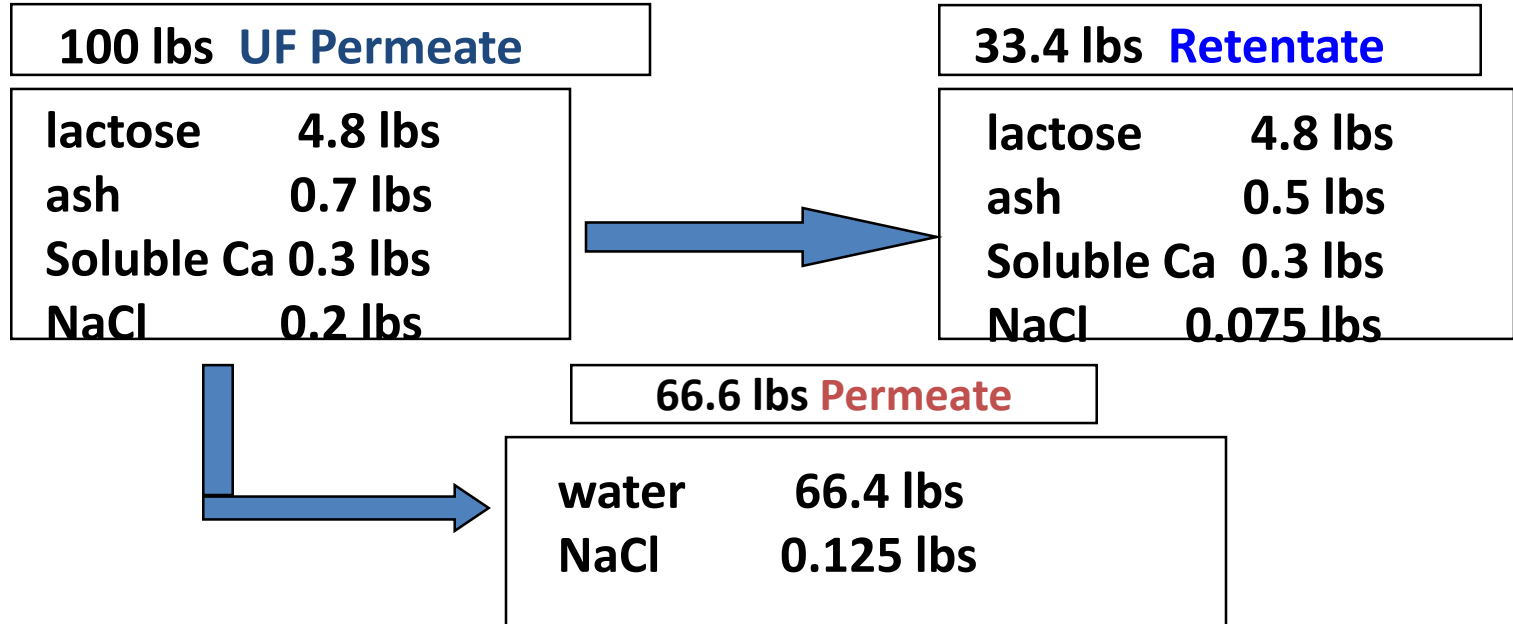 100 lbs UF Permeate
lactose 4.8 lbs
ash 0.7 lbs
Soluble Ca 0.3 lbs
NaCl 0.2 lbs
33.4 lbs Retentate
lactose 4.8 lbs
ash 0.5 lbs
Soluble Ca 0.3 lbs
NaCl 0.075 lbs
66.6 lbs Permeate
water 66.4 lbs
NaCl 0.125 lbs